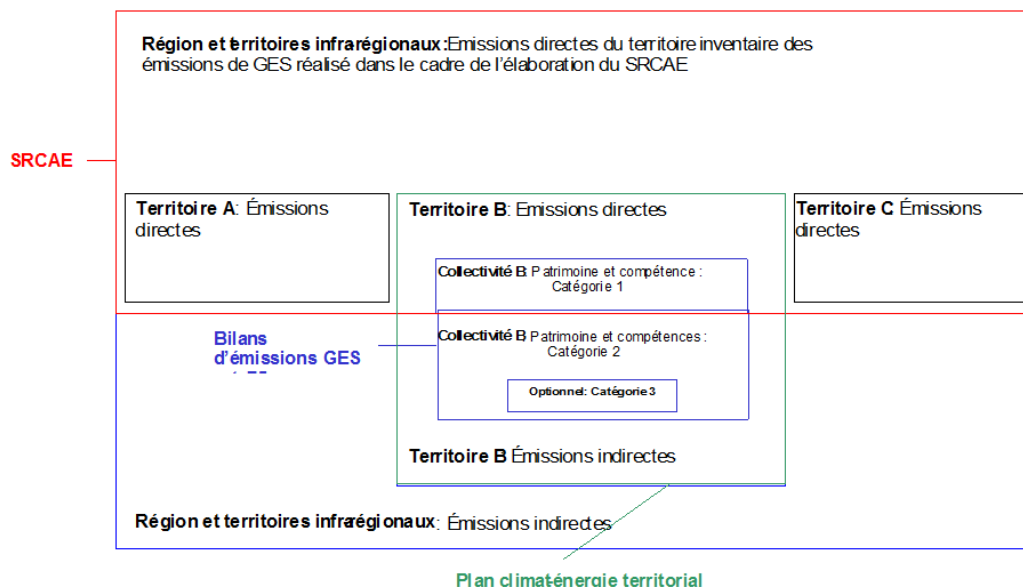 Région et territoires infrarégionaux:Emissions directes du territoire inventaire des
émissions de GES réalisé dans le cadre de l'élaboration du SRCAE
SRCAE
Territoire A: Émissions
directes
Territoire B: Emissions directes
Territoire C Émissions
directes
Collectivité B: Patrimoine et compétence :
Catégorie 1
Collectivité B Patrimoine et compétences :
Catégorie 2
Bilans
d'émissions GES
Optionnel: Catégorie 3
Territoire B Émissions indirectes
Région et territoires infrarégionaux: Émissions indirectes
Plan climat-énergie territorial